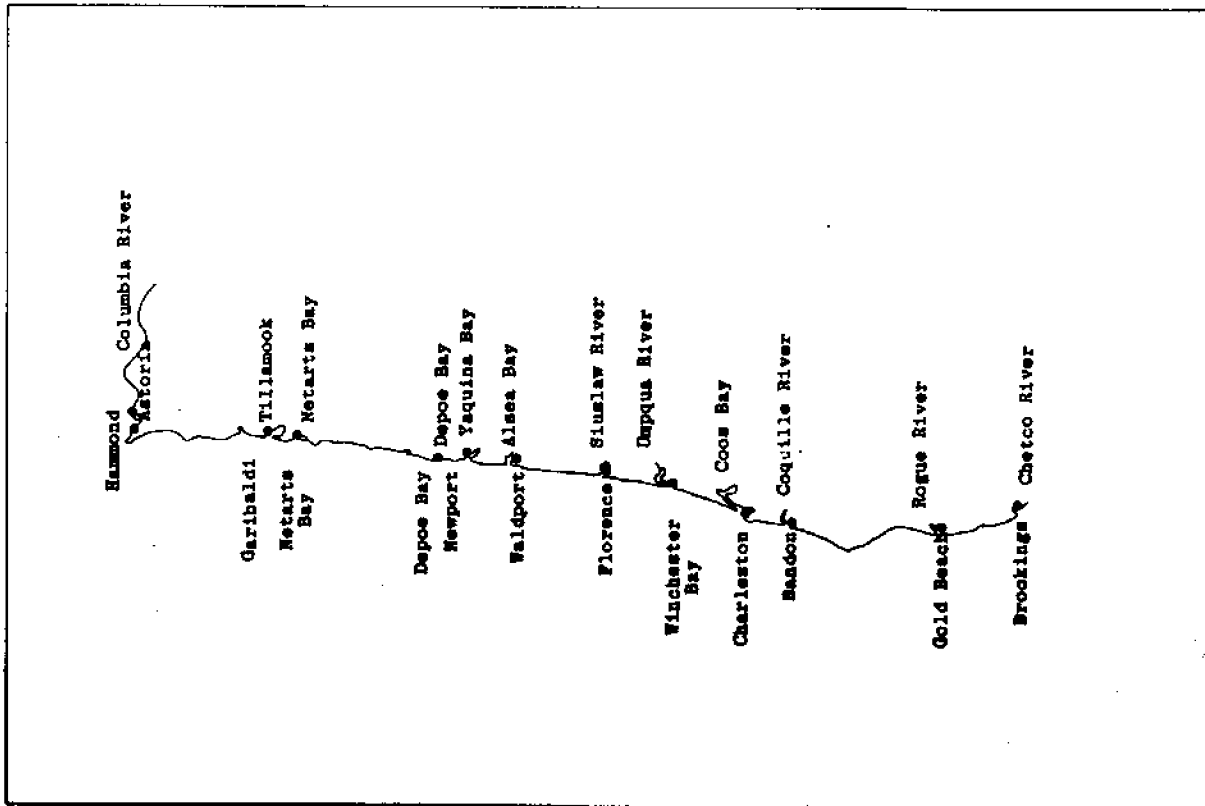 Hammond
Astoria
Columbia River
Garibaldi
Tillamook
Netarts
Bay
Netarts Bay
Depoe Bay
Depoe Bay
Newport
Yaquina Bay
Waldport
Alsea Bay
Florence
Siuslaw River
Winchester
Bay
Umpqua River
Charleston
Coos Bay
Bandon
Coquille River
Gold Beach
Rogue River
Brookings
Chetco River